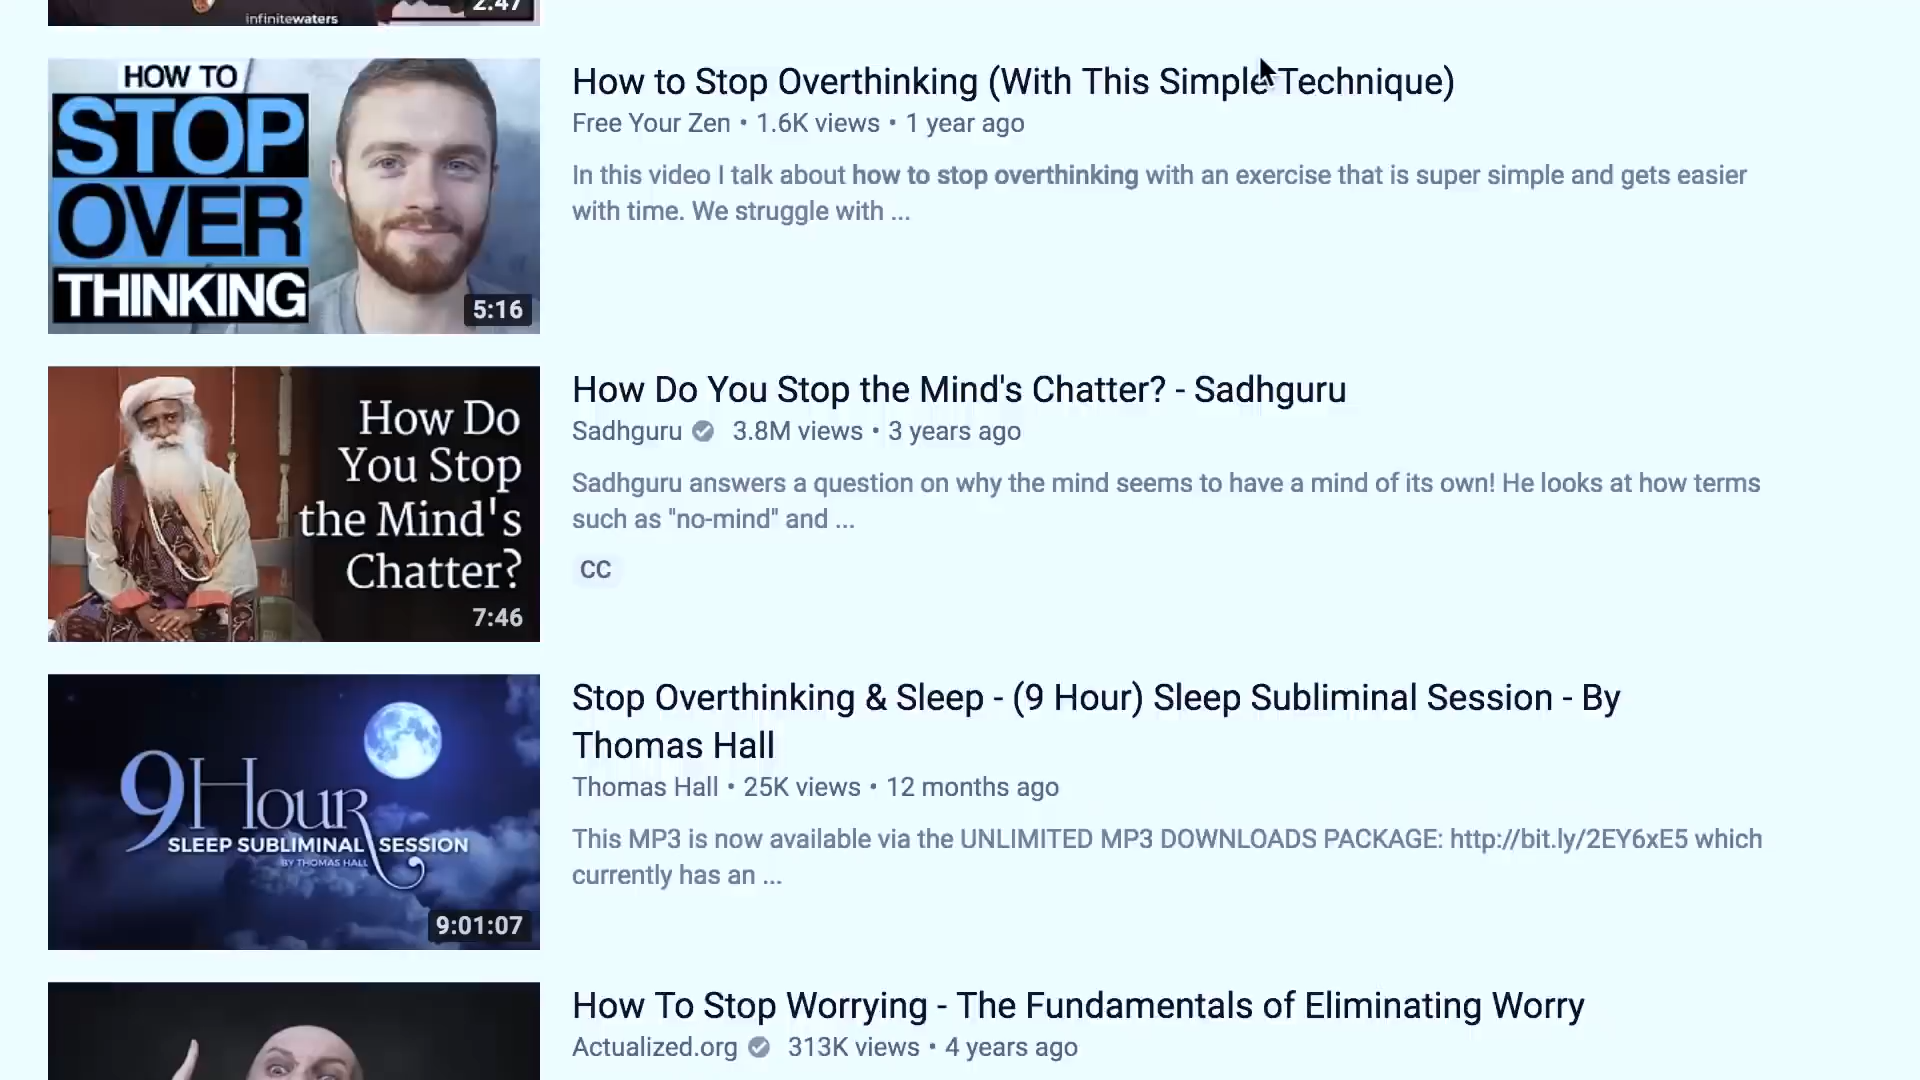 infinitewaters
2:47
HOW TO
STOP
OVER
THINKING
5:16
How to Stop Overthinking (With This Simple Technique)
Free Your Zen • 1.6K views • 1 year ago
In this video I talk about how to stop overthinking with an exercise that is super simple and gets easier
with time. We struggle with ...
How Do
You Stop
the Mind's
Chatter?
7:46
How Do You Stop the Mind's Chatter? - Sadhguru
Sadhguru 3.8M views • 3 years ago
Sadhguru answers a question on why the mind seems to have a mind of its own! He looks at how terms
such as "no-mind" and ...
CC
9 HOUR
SLEEP SUBLIMINAL SESSION
BY THOMAS HALL
9:01:07
Stop Overthinking & Sleep - (9 Hour) Sleep Subliminal Session - By
Thomas Hall
Thomas Hall • 25K views • 12 months ago
This MP3 is now available via the UNLIMITED MP3 DOWNLOADS PACKAGE: http://bit.ly/2EY6xE5 which
currently has an ...
How To Stop Worrying - The Fundamentals of Eliminating Worry
Actualized.org 313K views • 4 years ago